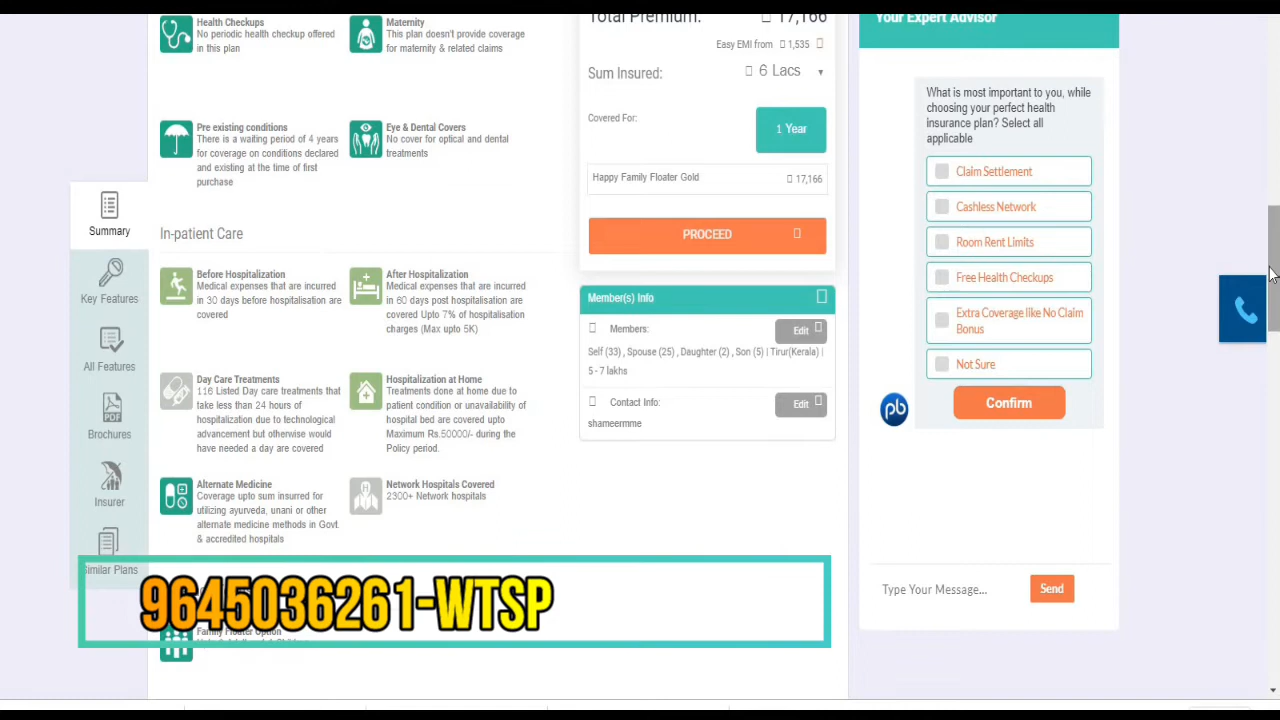 Health Checkups
No periodic health checkup offered
in this plan
Maternity
This plan doesn't provide coverage
for maternity & related claims
Pre existing conditions
There is a waiting period of 4 years
for coverage on conditions declared
and existing at the time of first
purchase
Eye & Dental Covers
No cover for optical and dental
treatments
Summary
Key Features
All Features
PDF
Brochures
Insurer
Similar Plans
In-patient Care
Before Hospitalization
Medical expenses that are incurred
in 30 days before hospitalisation are
covered
After Hospitalization
Medical expenses that are incurred
in 60 days post hospitalisation are
covered Upto 7% of hospitalisation
charges (Max upto 5K)
Day Care Treatments
116 Listed Day care treatments that
take less than 24 hours of
hospitalization due to technological
advancement but otherwise would
have needed a day are covered
Hospitalization at Home
Treatments done at home due to
patient condition or unavailability of
hospital bed are covered upto
Maximum Rs.50000/- during the
Policy period.
Alternate Medicine
Coverage upto sum insured for
utilizing ayurveda, unani or other
alternate medicine methods in Govt.
& accredited hospitals
Network Hospitals Covered
2300+ Network hospitals
9645036261-WTSP
Family Floater Option
Total Premium: 17,166
Easy EMI from 1,535
Sum Insured: 6 Lacs
Covered For: 1 Year
Happy Family Floater Gold 17,166
PROCEED
Member(s) Info
Members: Edit
Self (33) , Spouse (25) , Daughter (2) , Son (5) | Tirur(Kerala) |
5 - 7 lakhs
Contact Info: Edit
shameermme
Your Expert Advisor
What is most important to you, while
choosing your perfect health
insurance plan? Select all
applicable
Claim Settlement
Cashless Network
Room Rent Limits
Free Health Checkups
Extra Coverage like No Claim
Bonus
Not Sure
Confirm
pb
Type Your Message...
Send